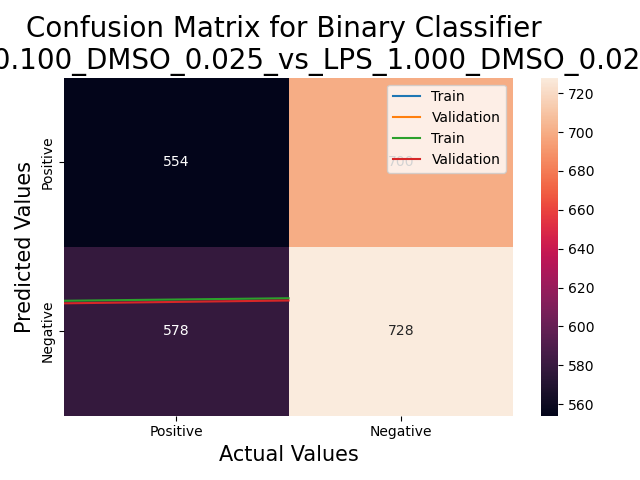 Confusion Matrix for Binary Classifier
0.100_DMSO_0.025_vs_LPS_1.000_DMSO_0.02
Train
Validation
Train
Validation
720
700
680
660
640
620
600
580
560
Predicted Values
Positive
Negative
554
700
578
728
Positive
Negative
Actual Values